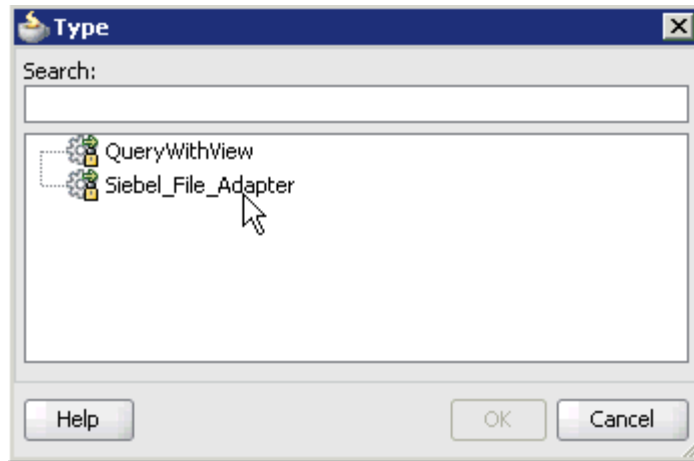 Type
Search:
QueryWithView
Siebel_File_Adapter
Help OK Cancel